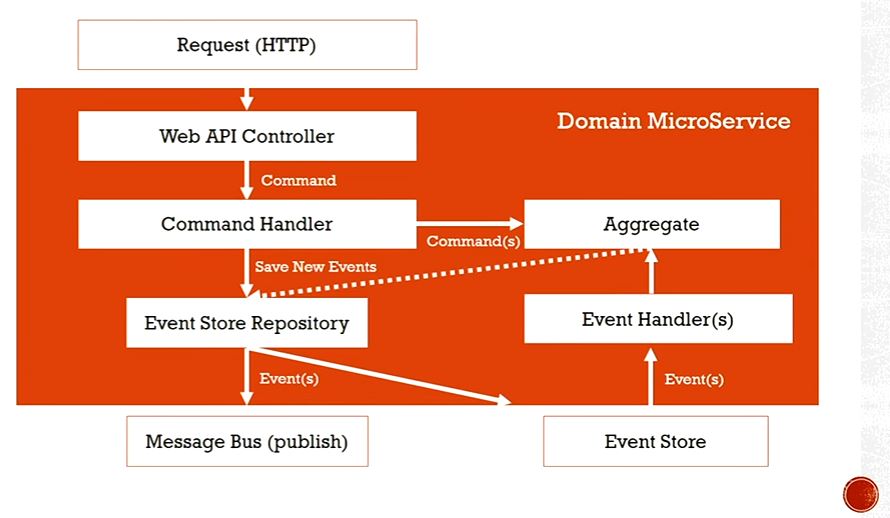 Request (HTTP)
Domain MicroService
Web API Controller
Command
Command Handler
Aggregate
Command(s)
Save New Events
Event Store Repository
Event Handler(s)
Event(s)
Event(s)
Message Bus (publish)
Event Store